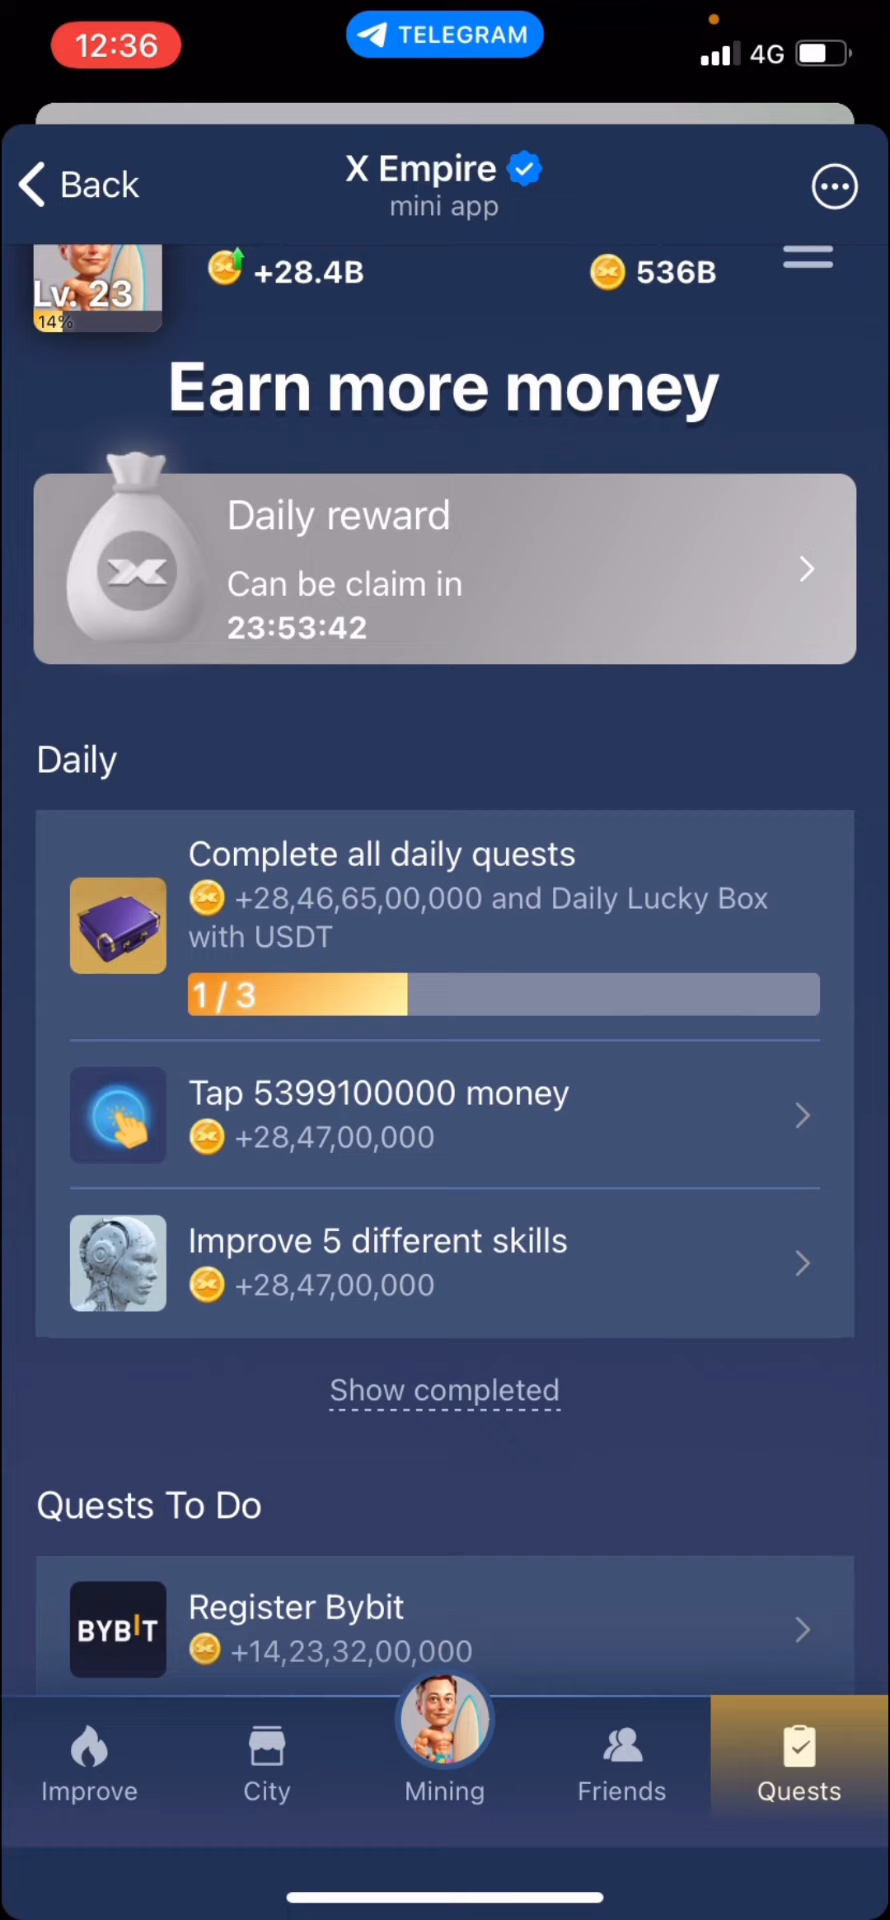 12:36
TELEGRAM
4G
Back
X Empire
mini app
Lv. 23
14%
+28.4B
536B
Earn more money
Daily reward
Can be claim in
23:53:42
Daily
Complete all daily quests
+28,46,65,00,000 and Daily Lucky Box
with USDT
1 / 3
Tap 5399100000 money
+28,47,00,000
Improve 5 different skills
+28,47,00,000
Show completed
Quests To Do
BYBIT
Register Bybit
+14,23,32,00,000
Improve
City
Mining
Friends
Quests